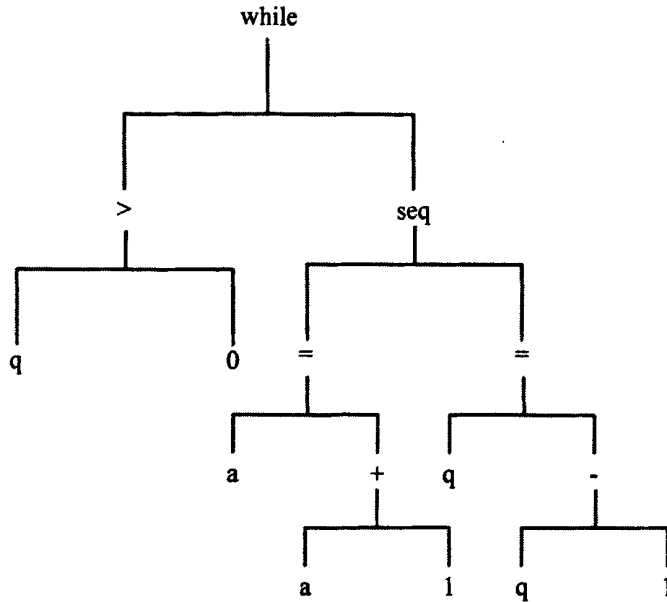 while
> seq
q 0 = =
a + q -
a 1 q 1